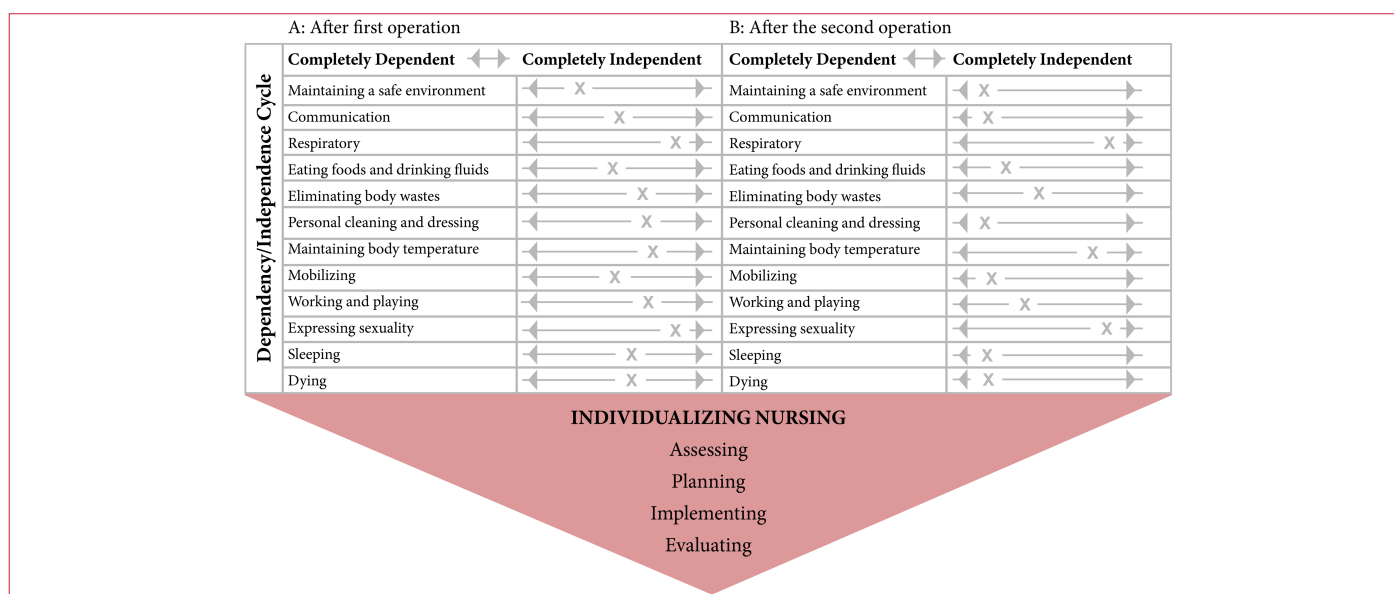 A: After first operation B: After the second operation
Completely Dependent Completely Independent Completely Dependent Completely Independent
Dependency/Independence Cycle
Maintaining a safe environment X Maintaining a safe environment X
Communication X Communication X
Respiratory X Respiratory X
Eating foods and drinking fluids X Eating foods and drinking fluids X
Eliminating body wastes X Eliminating body wastes X
Personal cleaning and dressing X Personal cleaning and dressing X
Maintaining body temperature X Maintaining body temperature X
Mobilizing X Mobilizing X
Working and playing X Working and playing X
Expressing sexuality X Expressing sexuality X
Sleeping X Sleeping X
Dying X Dying X
INDIVIDUALIZING NURSING
Assessing
Planning
Implementing
Evaluating